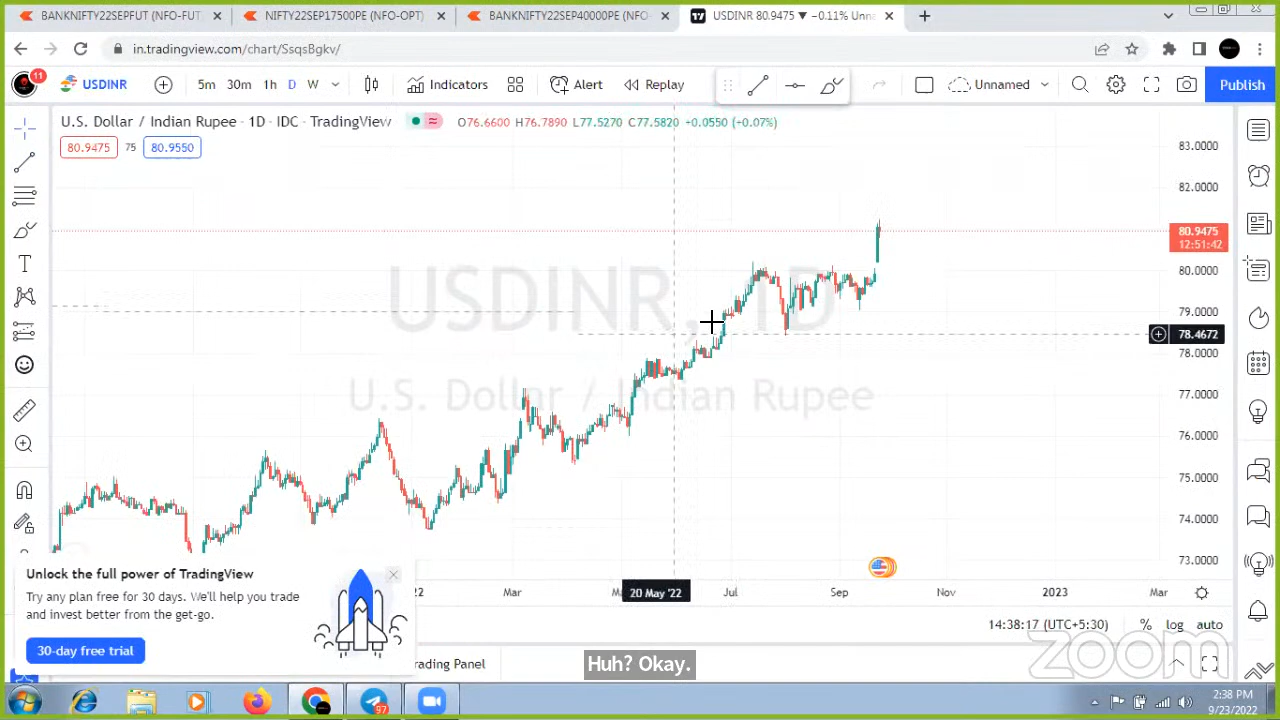 BANKNIFTY22SEPFUT (NFO-FUT)
NIFTY22SEP17500PE (NFO-OPT)
BANKNIFTY22SEP40000PE (NFO-
USDINR 80.9475 ▼ −0.11% Unna
in.tradingview.com/chart/SsqsBgkv/
11
USDINR
5m 30m 1h D W
Indicators
Alert
Replay
Unnamed
Publish
U.S. Dollar / Indian Rupee · 1D · IDC · TradingView
O76.6600 H76.7890 L77.5270 C77.5820 +0.0550 (+0.07%)
80.9475 75 80.9550
83.0000
82.0000
80.9475
12:51:42
80.0000
79.0000
78.4672
78.0000
77.0000
76.0000
75.0000
74.0000
73.0000
USDINR, 1D
U.S. Dollar / Indian Rupee
Unlock the full power of TradingView
Try any plan free for 30 days. We'll help you trade
and invest better from the get-go.
30-day free trial
Mar
20 May '22
Jul
Sep
Nov
2023
Mar
14:38:17 (UTC+5:30)
% log auto
zoom
Huh? Okay.
97
2:38 PM
9/23/2022